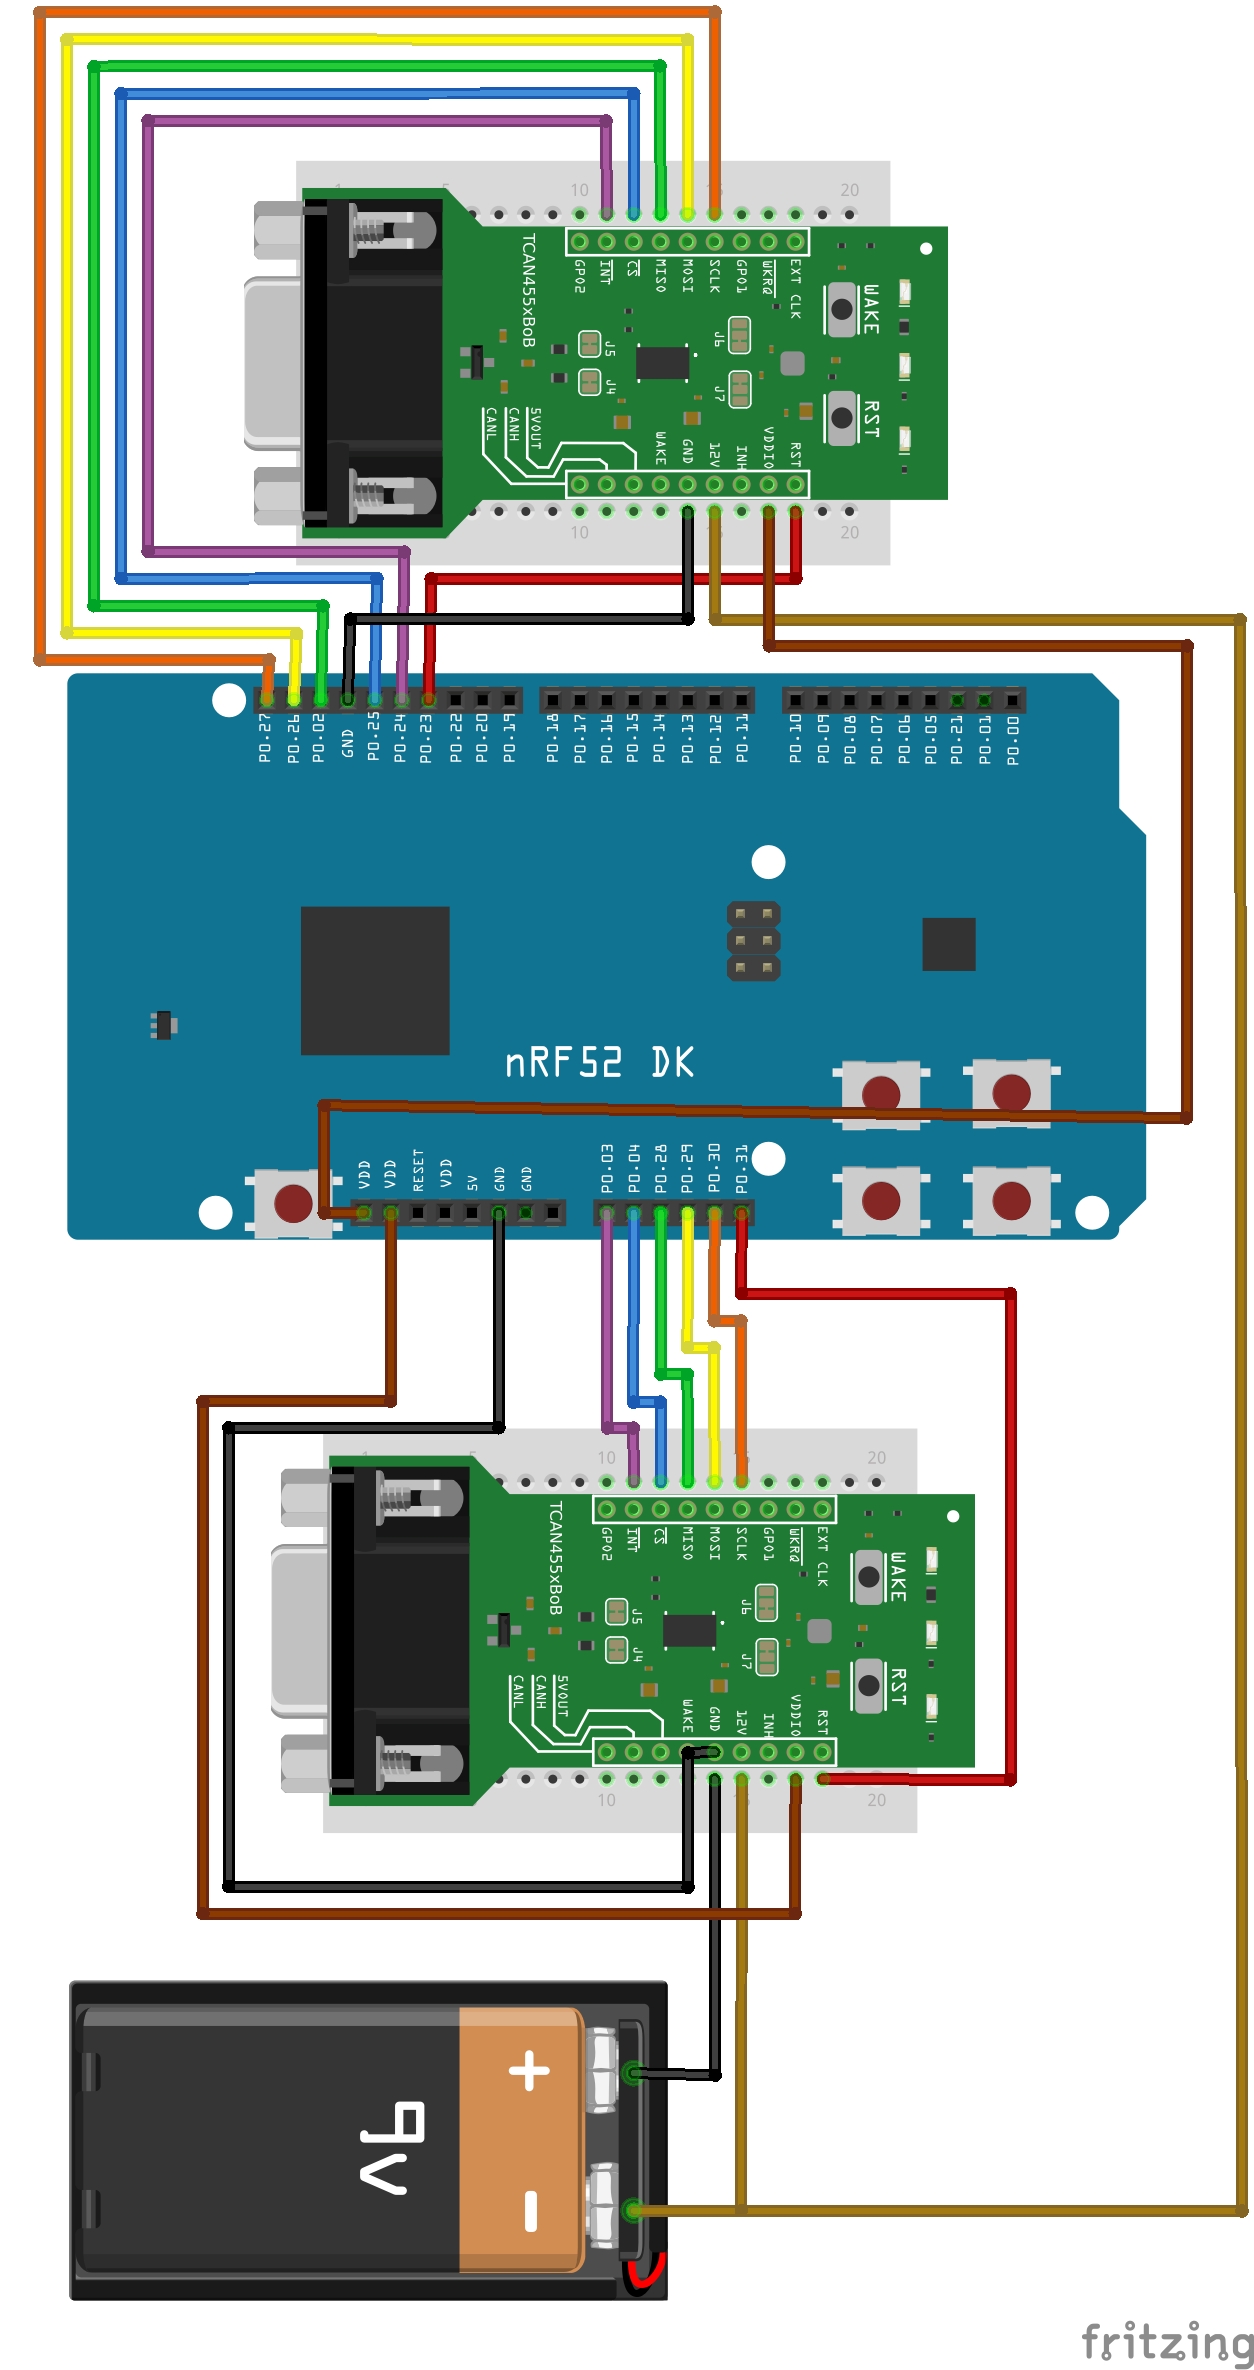 1 5 10 15 20
TCAN455xBoB
GPO2 INT CS MISO MOSI SCLK GPO1 WKRQ EXT CLK
WAKE
J5 J6
J4 J7
RST
CANL CANH 5VOUT WAKE GND 12V INH VDDIO RST
10 20
P0.27 P0.26 P0.02 GND P0.25 P0.24 P0.23 P0.22 P0.20 P0.19 P0.18 P0.17 P0.16 P0.15 P0.14 P0.13 P0.12 P0.11 P0.10 P0.09 P0.08 P0.07 P0.06 P0.05 P0.21 P0.01 P0.00
nRF52 DK
VDD VDD RESET VDD 5V GND GND P0.03 P0.04 P0.28 P0.29 P0.30 P0.31
1 5 10 15 20
TCAN455xBoB
GPO2 INT CS MISO MOSI SCLK GPO1 WKRQ EXT CLK
WAKE
J5 J6
J4 J7
RST
CANL CANH 5VOUT WAKE GND 12V INH VDDIO RST
10 15 20
+
9V
-
fritzing